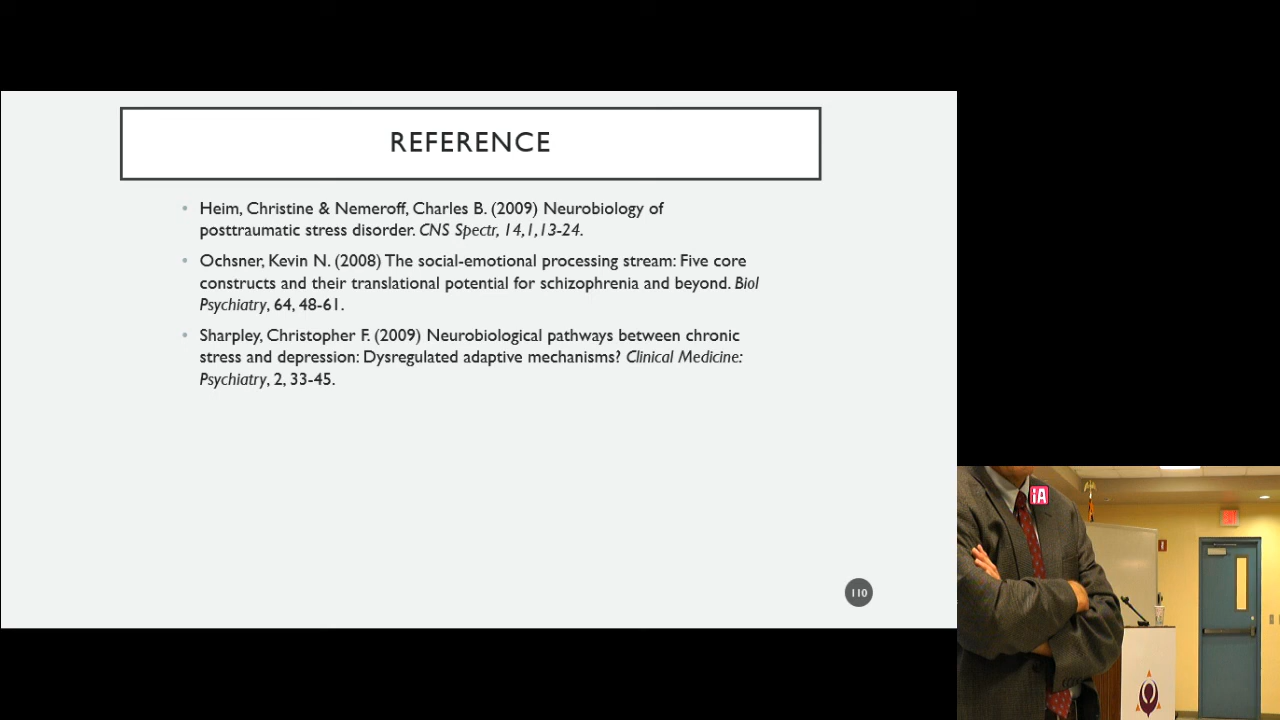 REFERENCE
• Heim, Christine & Nemeroff, Charles B. (2009) Neurobiology of
posttraumatic stress disorder. CNS Spectr, 14,1,13-24.
• Ochsner, Kevin N. (2008) The social-emotional processing stream: Five core
constructs and their translational potential for schizophrenia and beyond. Biol
Psychiatry, 64, 48-61.
• Sharpley, Christopher F. (2009) Neurobiological pathways between chronic
stress and depression: Dysregulated adaptive mechanisms? Clinical Medicine:
Psychiatry, 2, 33-45.
110
iA